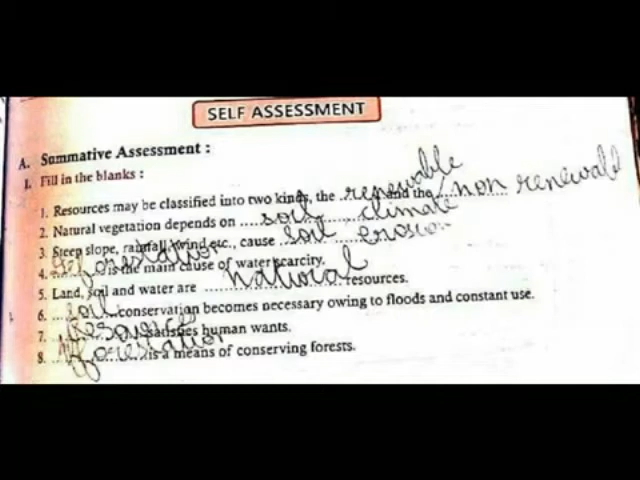 SELF ASSESSMENT
A. Summative Assessment :
I. Fill in the blanks :
1. Resources may be classified into two kinds, the renewable and the non renewabl
2. Natural vegetation depends on soil climate
3. Steep slope, rainfall, wind etc., cause soil erosion
4. deforestation is the main cause of water scarcity.
5. Land, soil and water are natural resources.
6. soil conservation becomes necessary owing to floods and constant use.
7. Resources satisfies human wants.
8. Afforestation is a means of conserving forests.